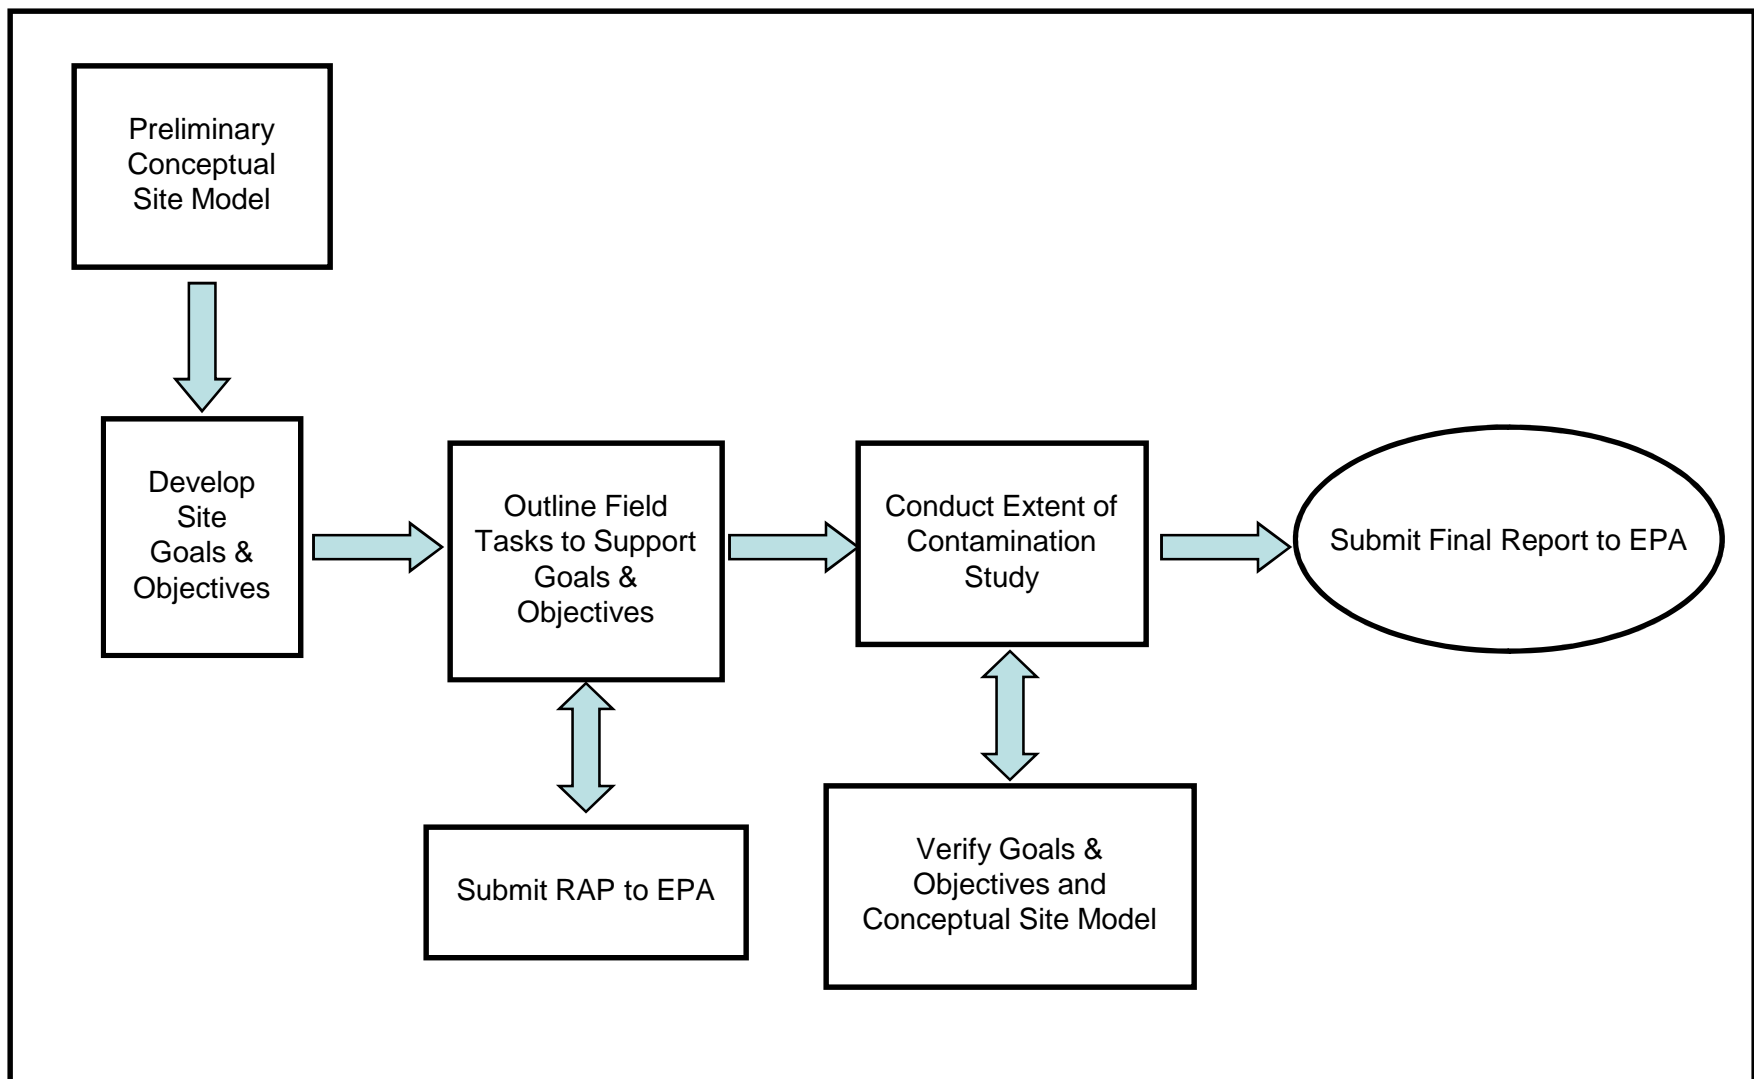 Preliminary
Conceptual
Site Model
Develop
Site
Goals &
Objectives
Outline Field
Tasks to Support
Goals &
Objectives
Conduct Extent of
Contamination
Study
Submit Final Report to EPA
Submit RAP to EPA
Verify Goals &
Objectives and
Conceptual Site Model